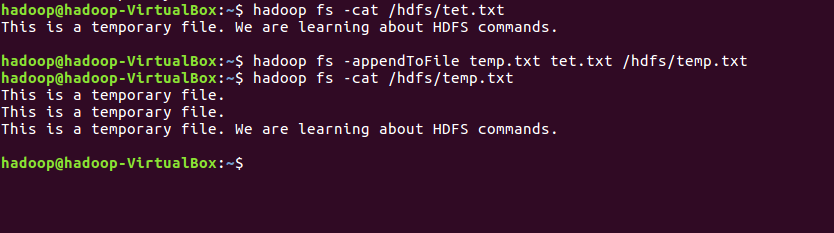 hadoop@hadoop-VirtualBox:~$ hadoop fs -cat /hdfs/tet.txt
This is a temporary file. We are learning about HDFS commands.
hadoop@hadoop-VirtualBox:~$ hadoop fs -appendToFile temp.txt tet.txt /hdfs/temp.txt
hadoop@hadoop-VirtualBox:~$ hadoop fs -cat /hdfs/temp.txt
This is a temporary file.
This is a temporary file.
This is a temporary file. We are learning about HDFS commands.
hadoop@hadoop-VirtualBox:~$